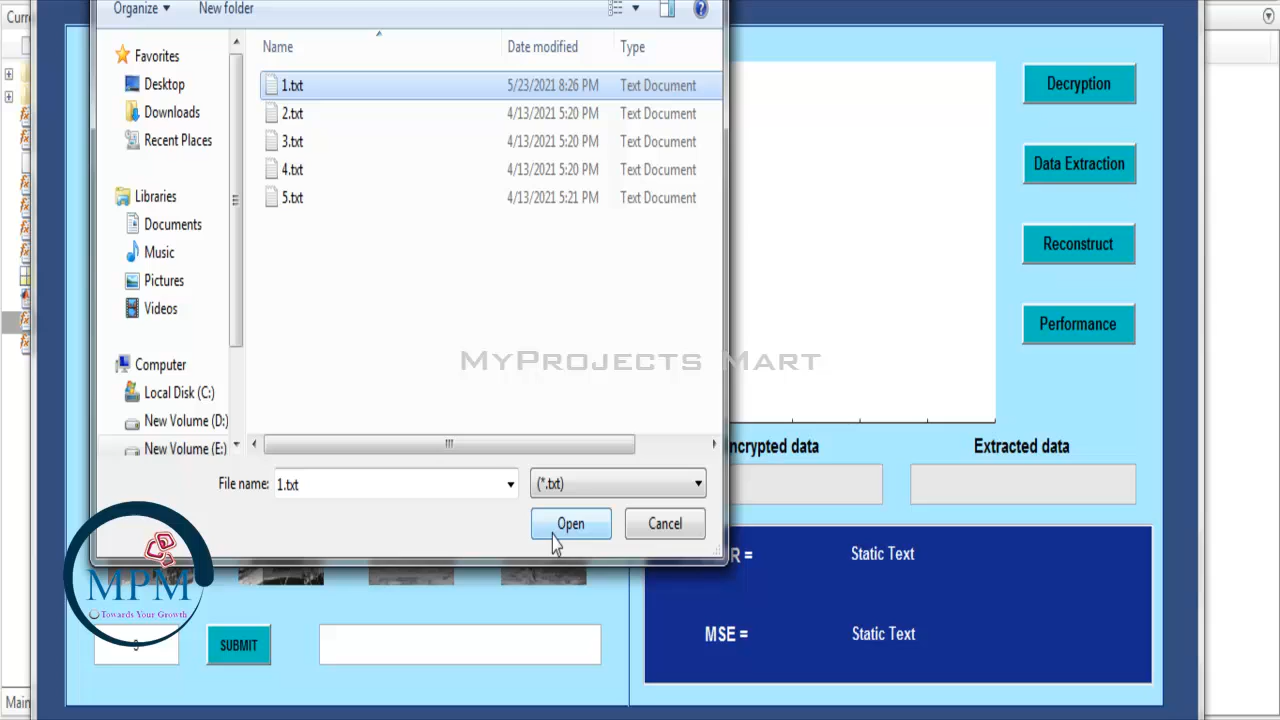 Organize
New folder
Curr
Favorites
Desktop
Downloads
Recent Places
Libraries
Documents
Music
Pictures
Videos
Computer
Local Disk (C:)
New Volume (D:)
New Volume (E:)
Name Date modified Type
1.txt 5/23/2021 8:26 PM Text Document
2.txt 4/13/2021 5:20 PM Text Document
3.txt 4/13/2021 5:20 PM Text Document
4.txt 4/13/2021 5:20 PM Text Document
5.txt 4/13/2021 5:21 PM Text Document
File name: 1.txt
(*.txt)
Open Cancel
Decryption
Data Extraction
Reconstruct
Performance
MyProjects Mart
ncrypted data
Extracted data
R = Static Text
MSE = Static Text
MPM
Towards Your Growth
SUBMIT
Main